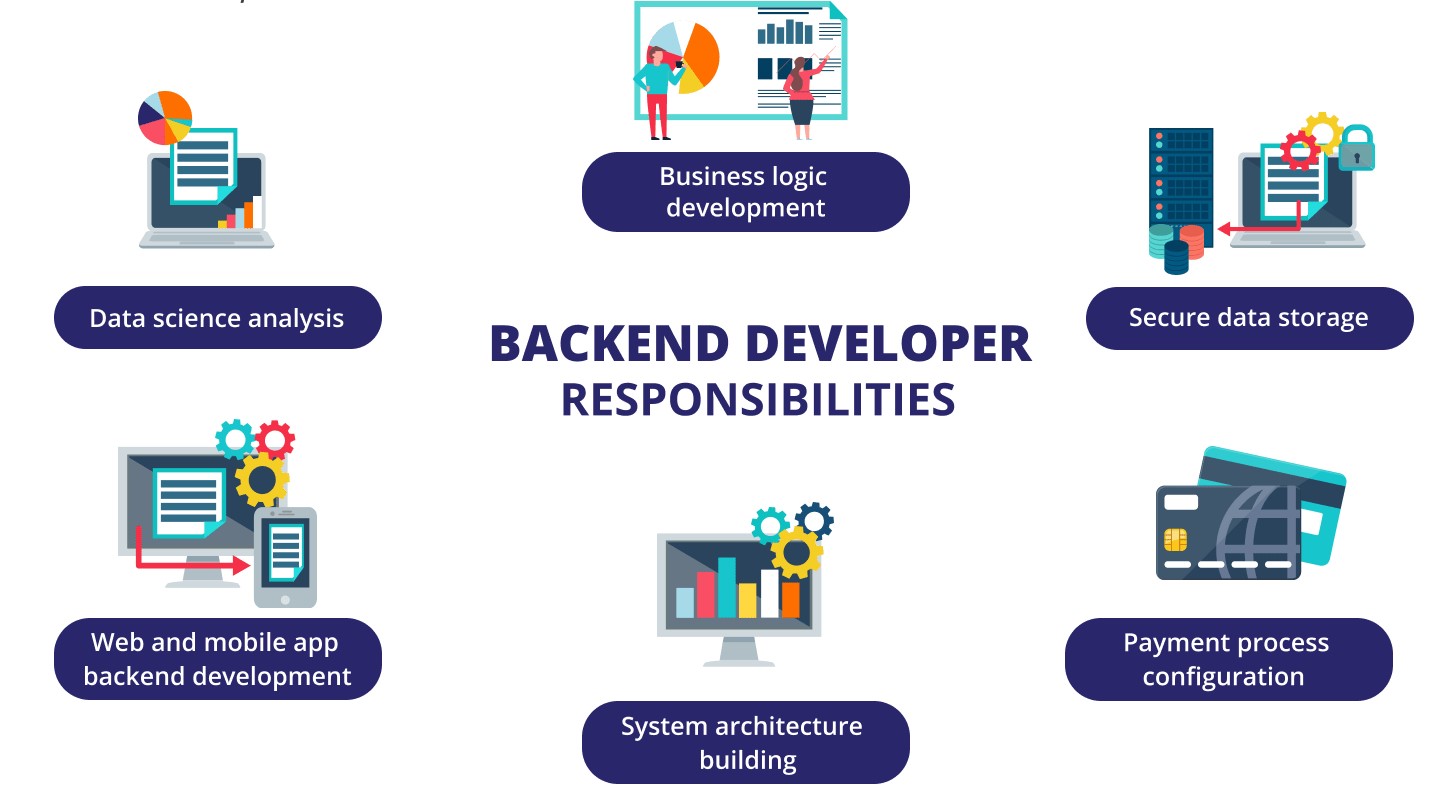 Business logic
development
Data science analysis
Secure data storage
BACKEND DEVELOPER
RESPONSIBILITIES
Web and mobile app
backend development
Payment process
configuration
System architecture
building